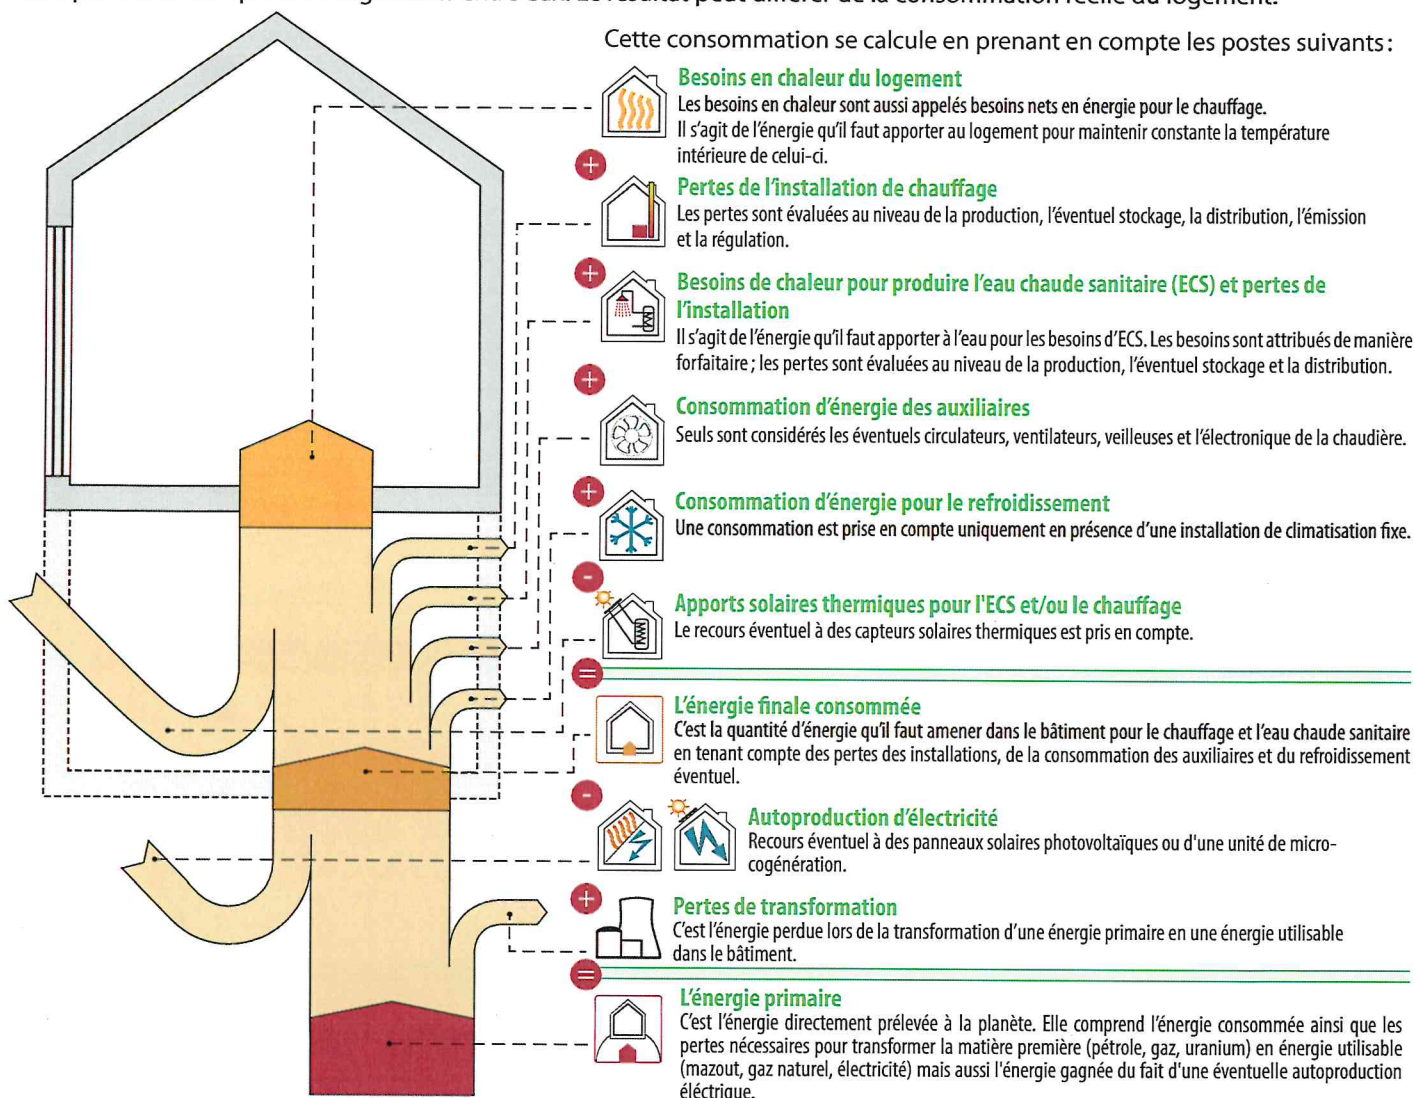 Le résultat peut différer de la consommation réelle du logement.
Cette consommation se calcule en prenant en compte les postes suivants :
Besoins en chaleur du logement
Les besoins en chaleur sont aussi appelés besoins nets en énergie pour le chauffage.
Il s'agit de l'énergie qu'il faut apporter au logement pour maintenir constante la température
intérieure de celui-ci.
+
Pertes de l'installation de chauffage
Les pertes sont évaluées au niveau de la production, l'éventuel stockage, la distribution, l'émission
et la régulation.
+
Besoins de chaleur pour produire l'eau chaude sanitaire (ECS) et pertes de
l'installation
Il s'agit de l'énergie qu'il faut apporter à l'eau pour les besoins d'ECS. Les besoins sont attribués de manière
forfaitaire ; les pertes sont évaluées au niveau de la production, l'éventuel stockage et la distribution.
+
Consommation d'énergie des auxiliaires
Seuls sont considérés les éventuels circulateurs, ventilateurs, veilleuses et l'électronique de la chaudière.
+
Consommation d'énergie pour le refroidissement
Une consommation est prise en compte uniquement en présence d'une installation de climatisation fixe.
-
Apports solaires thermiques pour l'ECS et/ou le chauffage
Le recours éventuel à des capteurs solaires thermiques est pris en compte.
=
L'énergie finale consommée
C'est la quantité d'énergie qu'il faut amener dans le bâtiment pour le chauffage et l'eau chaude sanitaire
en tenant compte des pertes des installations, de la consommation des auxiliaires et du refroidissement
éventuel.
-
Autoproduction d'électricité
Recours éventuel à des panneaux solaires photovoltaïques ou d'une unité de micro-
cogénération.
+
Pertes de transformation
C'est l'énergie perdue lors de la transformation d'une énergie primaire en une énergie utilisable
dans le bâtiment.
=
L'énergie primaire
C'est l'énergie directement prélevée à la planète. Elle comprend l'énergie consommée ainsi que les
pertes nécessaires pour transformer la matière première (pétrole, gaz, uranium) en énergie utilisable
(mazout, gaz naturel, électricité) mais aussi l'énergie gagnée du fait d'une éventuelle autoproduction
éléctrique.